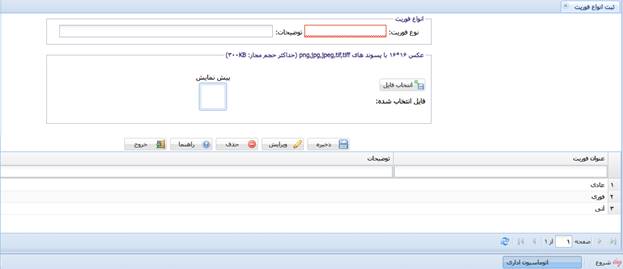 ثبت انواع فوریت
انواع فوریت
نوع فوریت: توضیحات:
عکس ۱۶*۱۶ با پسوند های png,jpg,jpeg,tif,tiff (حداکثر حجم مجاز: ۳۰۰KB)
پیش نمایش
انتخاب فایل
فایل انتخاب شده:
ذخیره ویرایش حذف راهنما خروج
عنوان فوریت توضیحات
۱ عادی
۲ فوری
۳ آنی
صفحه ۱ از ۱
شروع اتوماسیون اداری